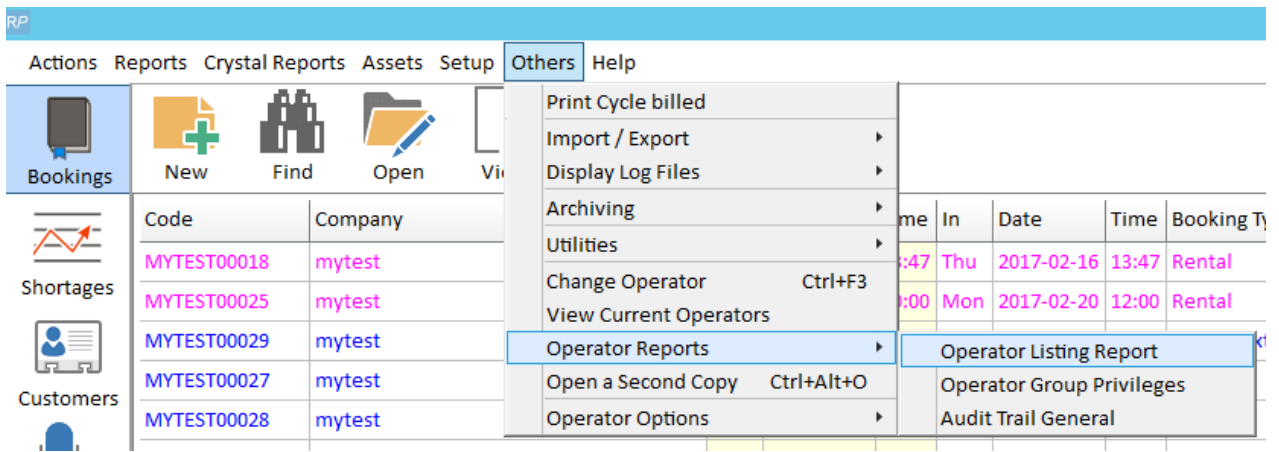 RP
Actions Reports Crystal Reports Assets Setup Others Help
Bookings
New
Find
Open
Print Cycle billed
Import / Export
Display Log Files
Archiving
Utilities
Change Operator Ctrl+F3
View Current Operators
Operator Reports
Open a Second Copy Ctrl+Alt+O
Operator Options
Operator Listing Report
Operator Group Privileges
Audit Trail General
Shortages
Customers
Code Company In Date Time
MYTEST00018 mytest :47 Thu 2017-02-16 13:47 Rental
MYTEST00025 mytest :00 Mon 2017-02-20 12:00 Rental
MYTEST00029 mytest
MYTEST00027 mytest
MYTEST00028 mytest